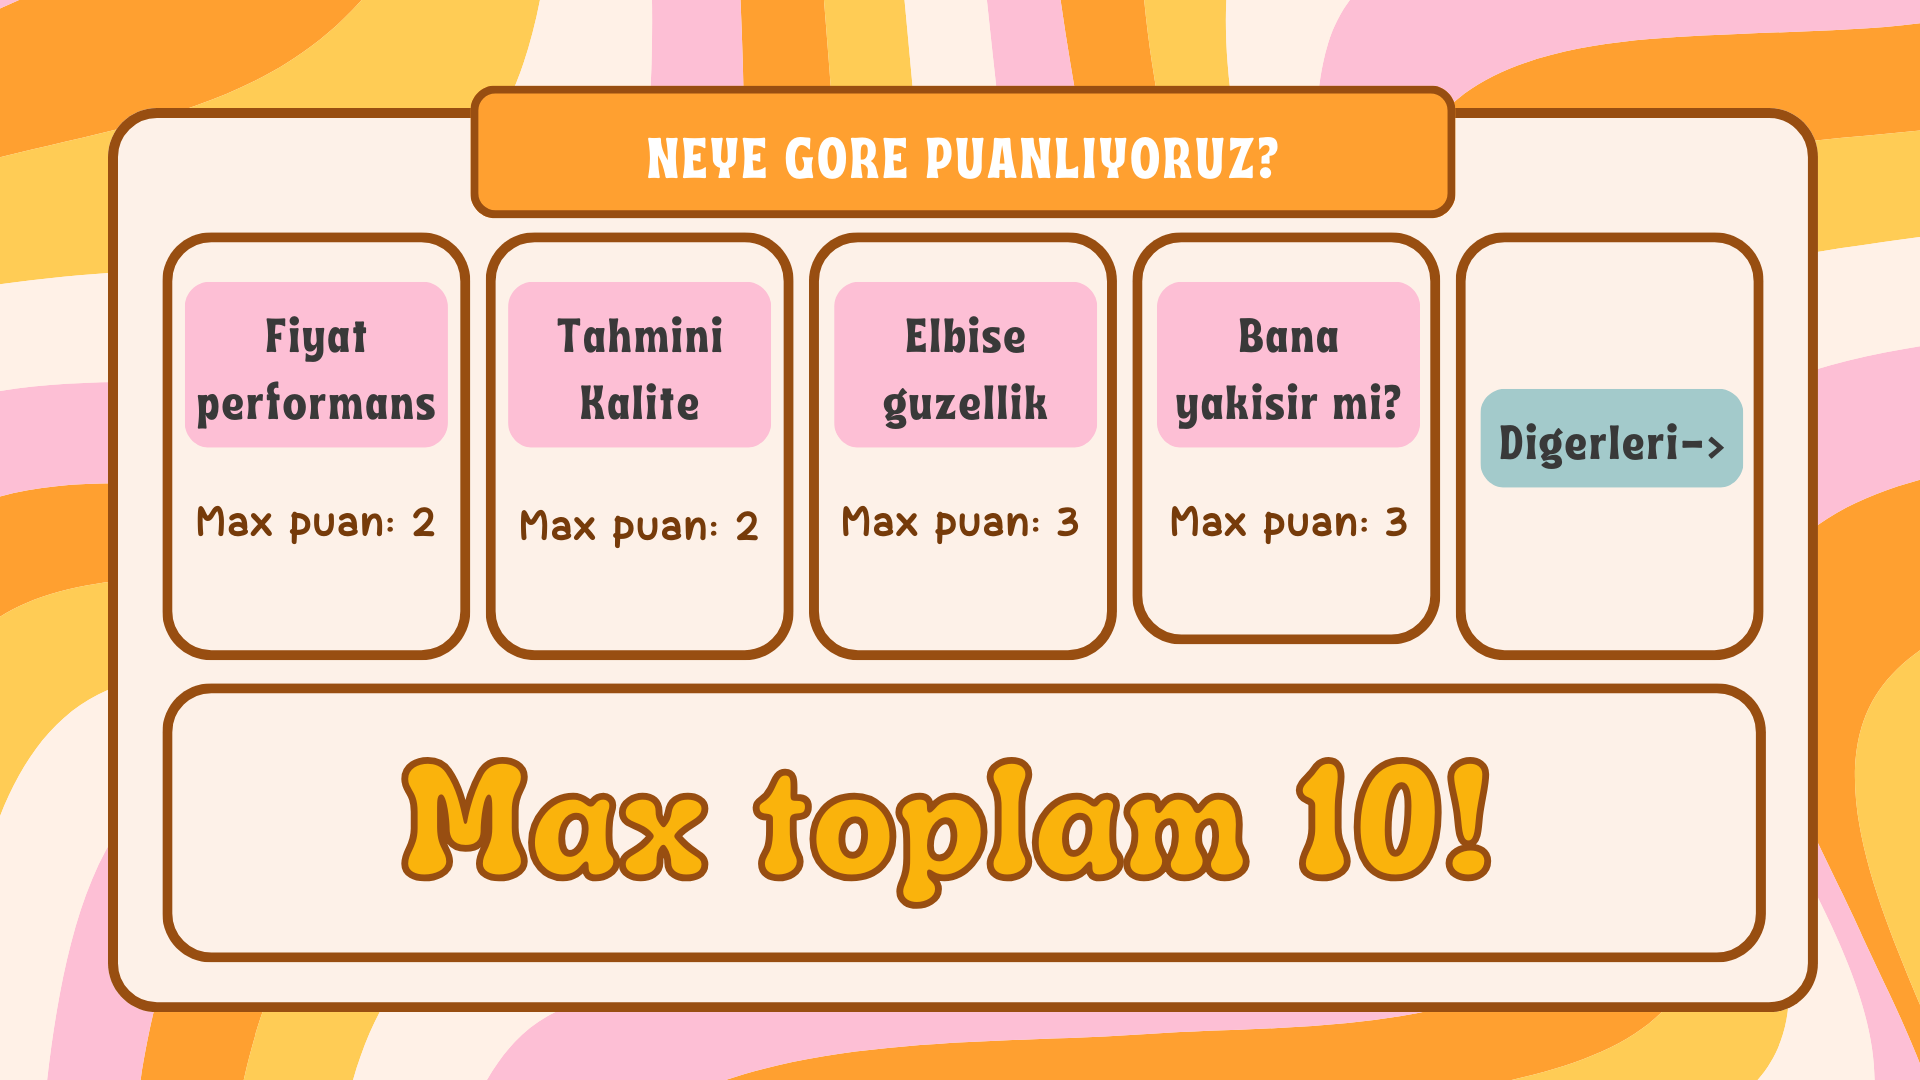 NEYE GORE PUANLIYORUZ?
Fiyat
performans
Max puan: 2
Tahmini
Kalite
Max puan: 2
Elbise
guzellik
Max puan: 3
Bana
yakisir mi?
Max puan: 3
Digerleri->
Max toplam 10!